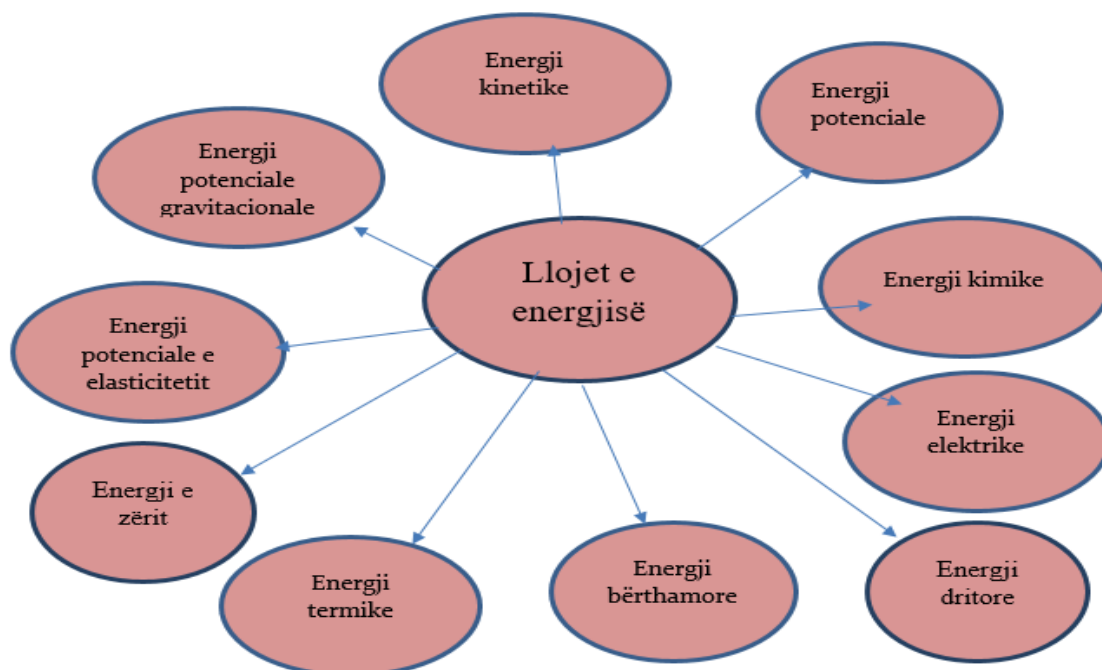 Energji
kinetike
Energji
potenciale
Energji
potenciale
gravitacionale
Llojet e
energjisë
Energji kimike
Energji
potenciale e
elasticitetit
Energji
elektrike
Energji e
zërit
Energji
termike
Energji
bërthamore
Energji
dritore